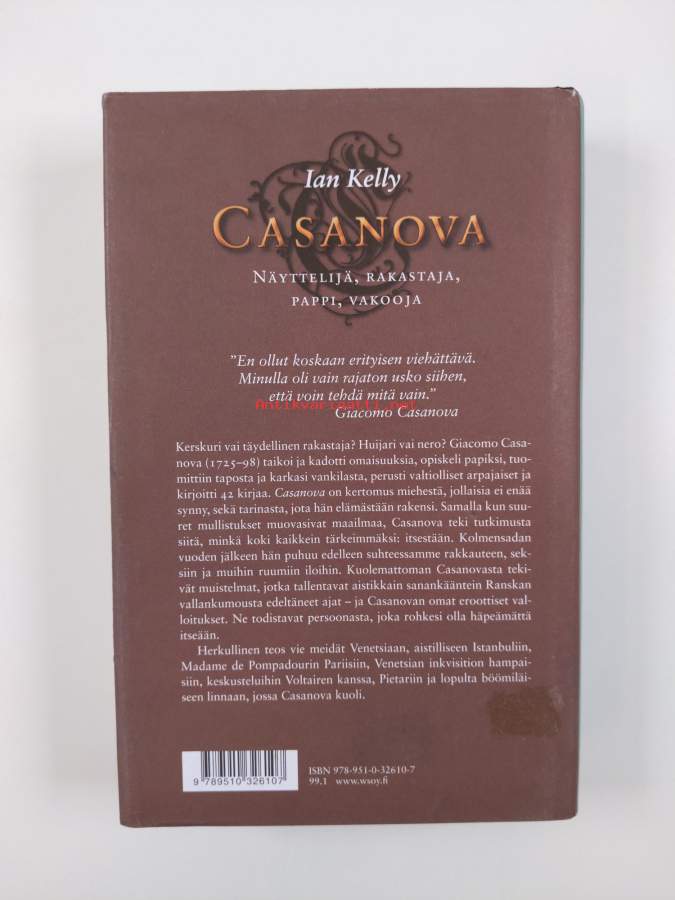 Ian Kelly
CASANOVA
NÄYTTELIJÄ, RAKASTAJA,
PAPPI, VAKOOJA
”En ollut koskaan erityisen viehättävä.
Minulla oli vain rajaton usko siihen,
että voin tehdä mitä vain.”
Antikvariaatti.net
Giacomo Casanova
Kerskuri vai täydellinen rakastaja? Huijari vai nero? Giacomo Casa-
nova (1725–98) taikoi ja kadotti omaisuuksia, opiskeli papiksi, tuo-
mittiin taposta ja karkasi vankilasta, perusti valtiolliset arpajaiset ja
kirjoitti 42 kirjaa. Casanova on kertomus miehestä, jollaisia ei enää
synny, sekä tarinasta, jota hän elämästään rakensi. Samalla kun suu-
ret mullistukset muovasivat maailmaa, Casanova teki tutkimusta
siitä, minkä koki kaikkein tärkeimmäksi: itsestään. Kolmensadan
vuoden jälkeen hän puhuu edelleen suhteessamme rakkauteen, sek-
siin ja muihin ruumiin iloihin. Kuolemattoman Casanovasta teki-
vät muistelmat, jotka tallentavat aistikkain sanankääntein Ranskan
vallankumousta edeltäneet ajat – ja Casanovan omat eroottiset val-
loitukset. Ne todistavat persoonasta, joka rohkesi olla häpeämättä
itseään.
Herkullinen teos vie meidät Venetsiaan, aistilliseen Istanbuliin,
Madame de Pompadourin Pariisiin, Venetsian inkvisition hampai-
siin, keskusteluihin Voltairen kanssa, Pietariin ja lopulta böömiläi-
seen linnaan, jossa Casanova kuoli.
ISBN 978-951-0-32610-7
99.1 www.wsoy.fi
9 789510 326107